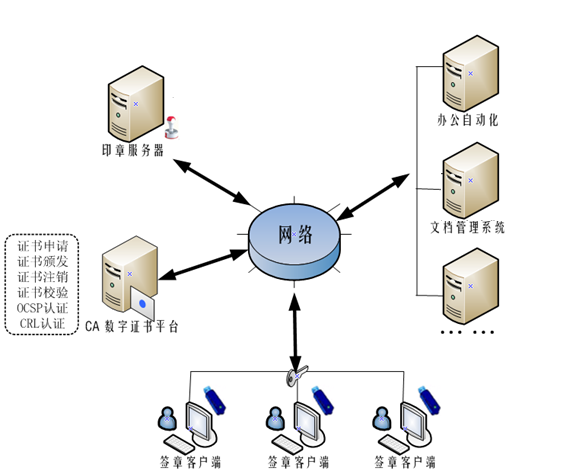 印章服务器
办公自动化
文档管理系统
... ...
网络
证书申请
证书颁发
证书注销
证书校验
OCSP认证
CRL认证
CA 数字证书平台
签章客户端
签章客户端
签章客户端